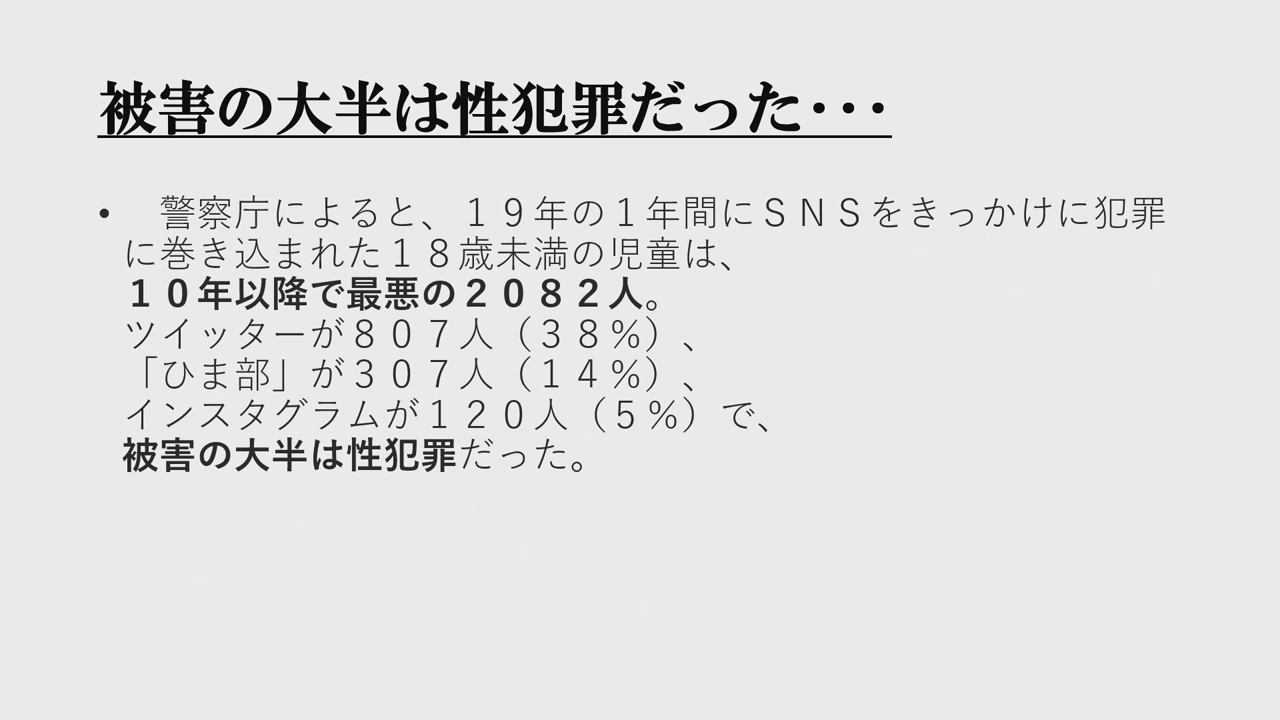 被害の大半は性犯罪だった・・・
• 警察庁によると、１９年の１年間にＳＮＳをきっかけに犯罪
に巻き込まれた１８歳未満の児童は、
１０年以降で最悪の２０８２人。
ツイッターが８０７人（３８％）、
「ひま部」が３０７人（１４％）、
インスタグラムが１２０人（５％）で、
被害の大半は性犯罪だった。